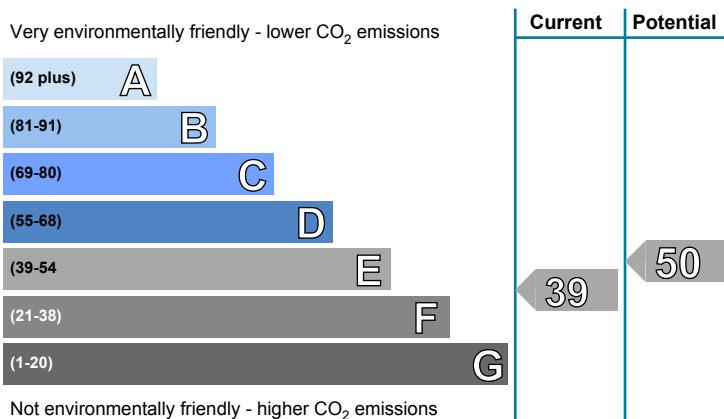 Very environmentally friendly - lower CO2 emissions
Current
Potential
(92 plus) A
(81-91) B
(69-80) C
(55-68) D
(39-54 E
(21-38) F
(1-20) G
39
50
Not environmentally friendly - higher CO2 emissions